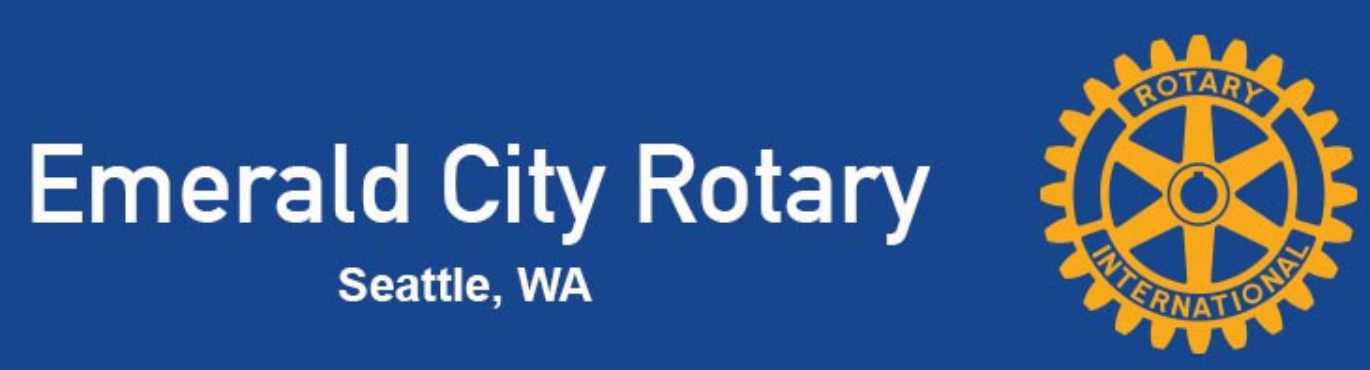 Emerald City Rotary
Seattle, WA
ROTARY
INTERNATIONAL